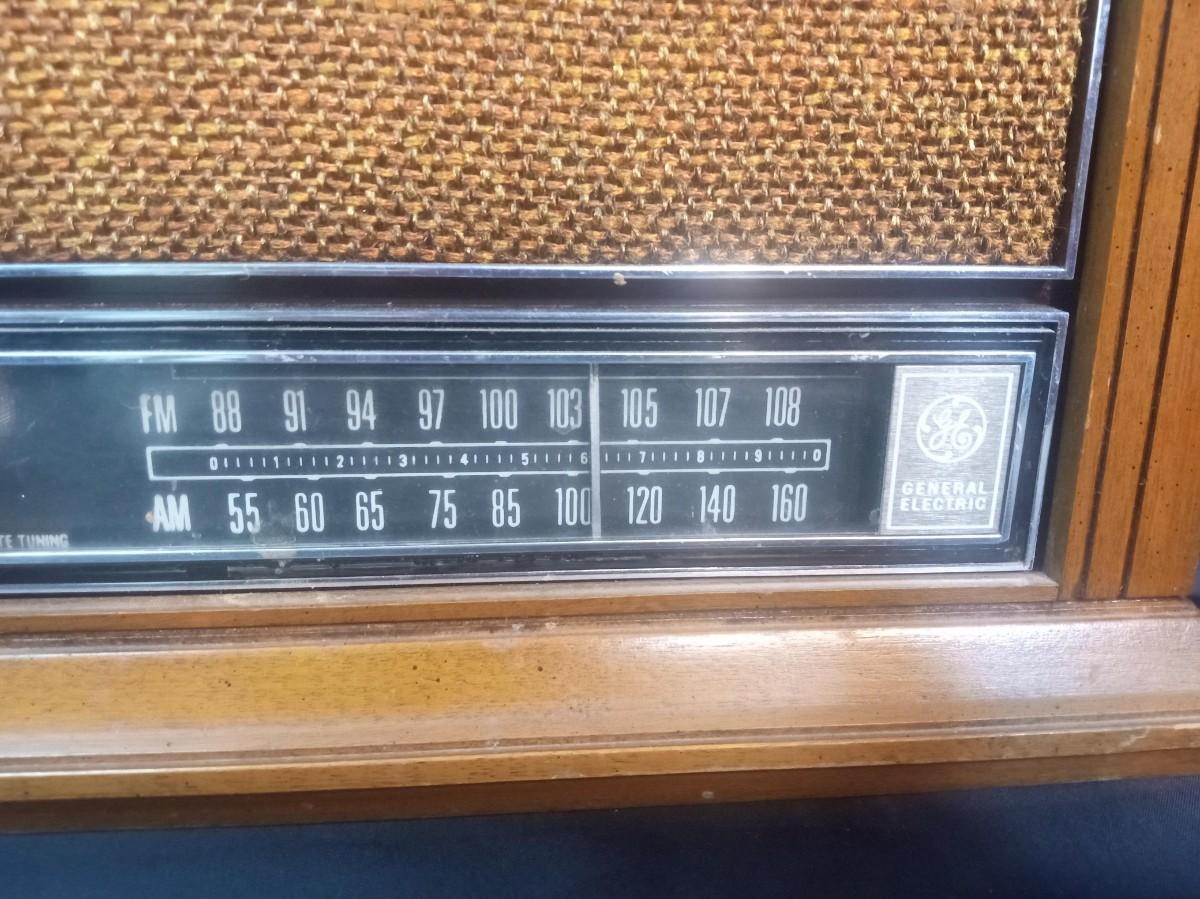 FM 88 91 94 97 100 103 105 107 108
0 1 2 3 4 5 6 7 8 9 0
AM 55 60 65 75 85 100 120 140 160
TE TUNING
GE
GENERAL
ELECTRIC